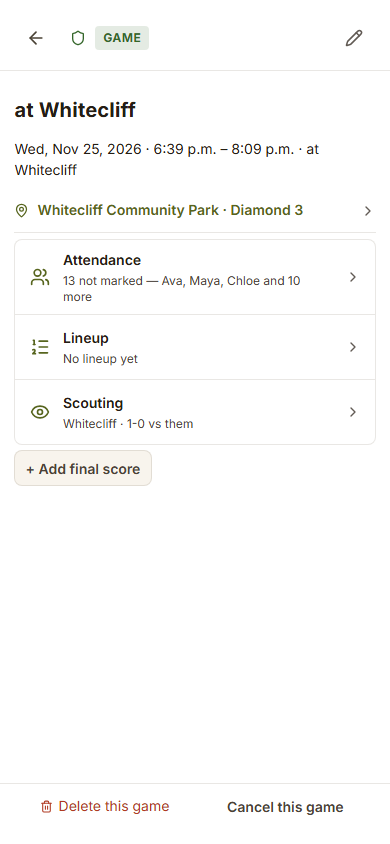 GAME
at Whitecliff
Wed, Nov 25, 2026 · 6:39 p.m. – 8:09 p.m. · at
Whitecliff
Whitecliff Community Park · Diamond 3
Attendance
13 not marked — Ava, Maya, Chloe and 10
more
Lineup
No lineup yet
Scouting
Whitecliff · 1-0 vs them
+ Add final score
Delete this game
Cancel this game